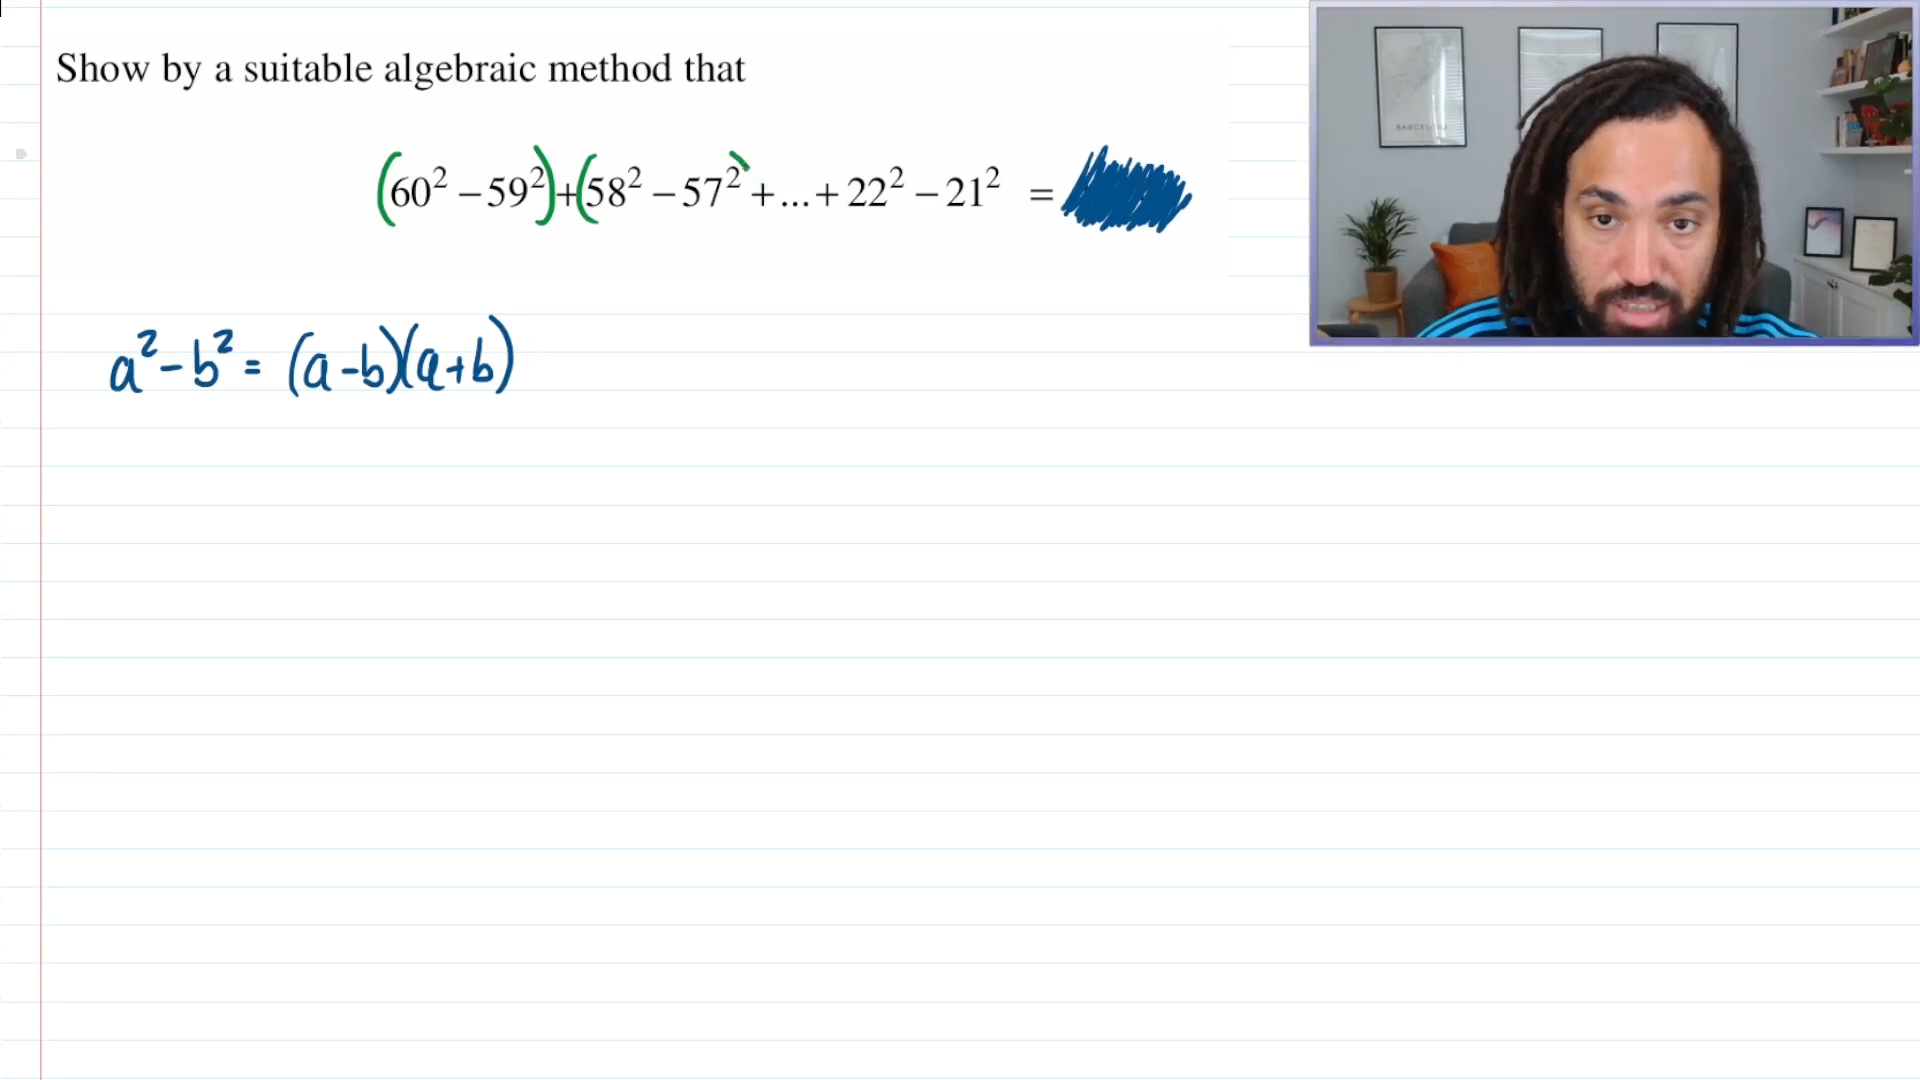 Show by a suitable algebraic method that
(60² − 59²) + (58² − 57²) + ... + 22² − 21² =
a² - b² = (a - b)(a + b)